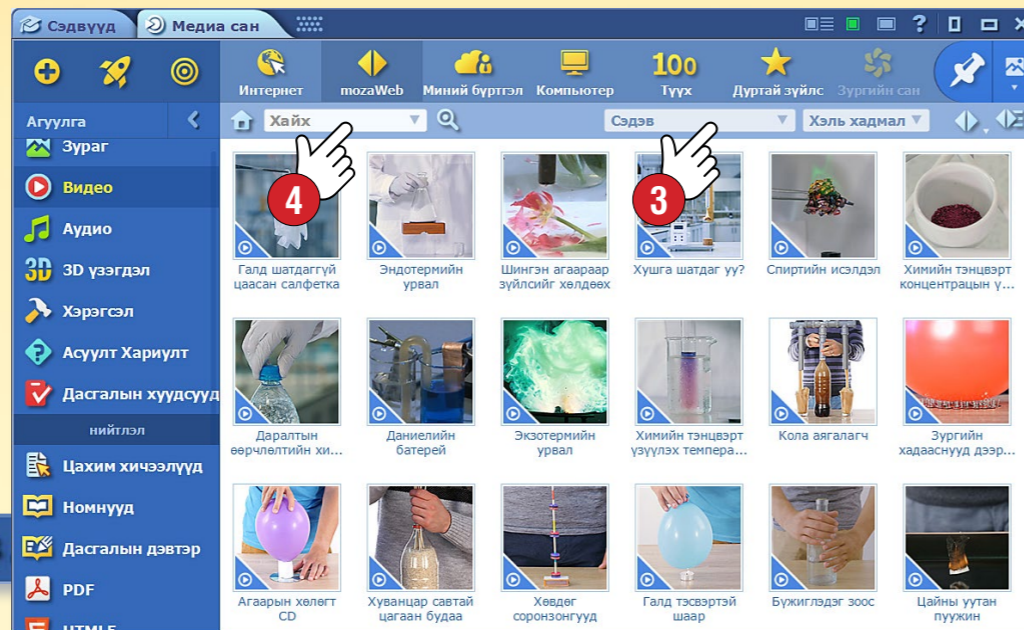 Сэдвүүд
Медиа сан
?
Интернет
mozaWeb
Миний бүртгэл
Компьютер
100
Түүх
Дуртай зүйлс
Зургийн сан
Агуулга
Хайх
Сэдэв
Хэль хадмал
4
3
Зураг
Видео
Аудио
3D
3D үзэгдэл
Хэрэгсэл
Асуулт Хариулт
Дасгалын хуудсууд
нийтлэл
Цахим хичээлүүд
Номнууд
Дасгалын дэвтэр
PDF
HTML5
Галд шатдаггүй
цаасан салфетка
Эндотермийн
урвал
Шингэн агаараар
зүйлсийг хөлдөөх
Хушга шатдаг уу?
Спиртийн исэлдэл
Химийн тэнцвэрт
концентрацын ү...
Даралтын
өөрчлөлтийн хи...
Даниелийн
батерей
Экзотермийн
урвал
Химийн тэнцвэрт
үзүүлэх темпера...
Кола аягалагч
Зургийн
хадааснууд дээр...
Агаарын хөлөгт
CD
Хуванцар савтай
цагаан будаа
Хөвдөг
соронзонгууд
Галд тэсвэртэй
шаар
Бүжиглэдэг зоос
Цайны уутан
пуужин